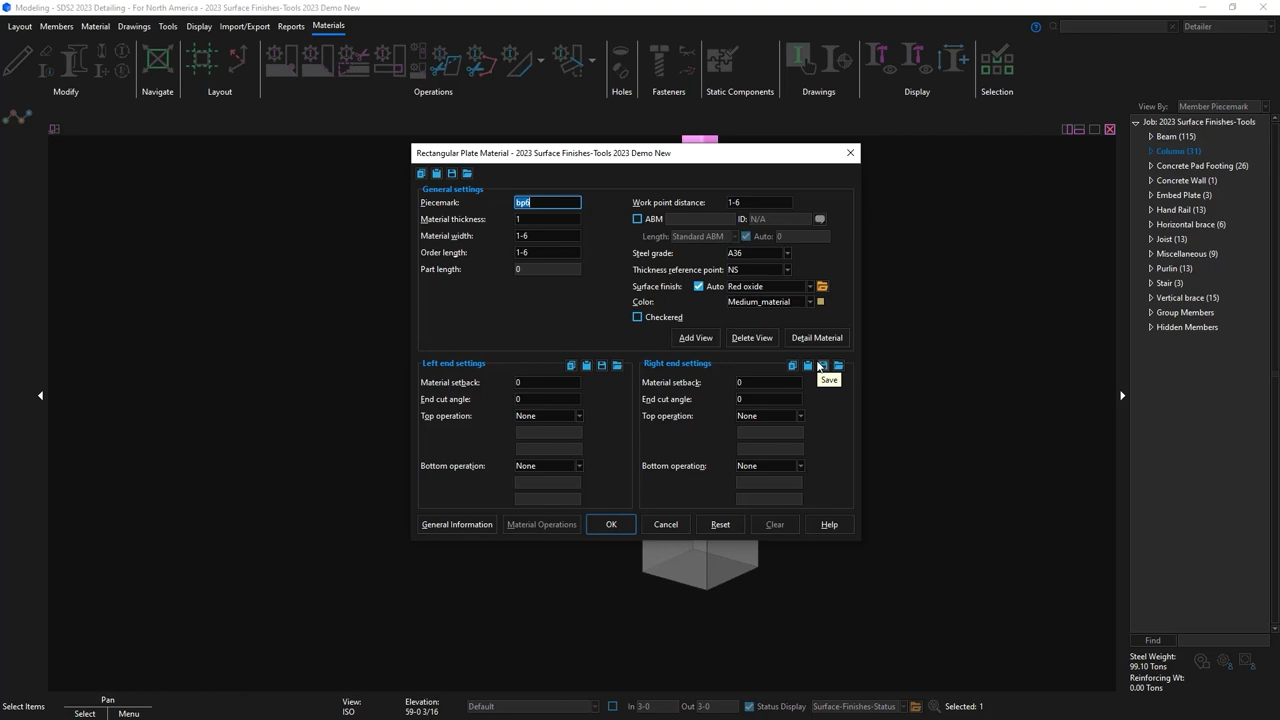 Modeling - SDS2 2023 Detailing - For North America - 2023 Surface Finishes-Tools 2023 Demo New
Layout Members Material Drawings Tools Display Import/Export Reports Materials
Detailer
Modify Navigate Layout Operations Holes Fasteners Static Components Drawings Display Selection
View By: Member Piecemark
Job: 2023 Surface Finishes-Tools
Beam (115)
Column (31)
Concrete Pad Footing (26)
Concrete Wall (1)
Embed Plate (3)
Hand Rail (13)
Horizontal brace (6)
Joist (13)
Miscellaneous (9)
Purlin (13)
Stair (3)
Vertical brace (15)
Group Members
Hidden Members
Rectangular Plate Material - 2023 Surface Finishes-Tools 2023 Demo New
General settings
Piecemark: bp6 Work point distance: 1-6
Material thickness: 1 ABM ID: N/A
Material width: 1-6 Length: Standard ABM Auto: 0
Order length: 1-6 Steel grade: A36
Part length: 0 Thickness reference point: NS
Surface finish: Auto Red oxide
Color: Medium_material
Checkered
Add View Delete View Detail Material
Left end settings Right end settings
Save
Material setback: 0 Material setback: 0
End cut angle: 0 End cut angle: 0
Top operation: None Top operation: None
Bottom operation: None Bottom operation: None
General Information Material Operations OK Cancel Reset Clear Help
Find
Steel Weight:
99.10 Tons
Reinforcing Wt:
0.00 Tons
Select Items Pan View: Elevation: Default In 3-0 Out 3-0 Status Display Surface-Finishes-Status Selected: 1
Select Menu ISO 59-0 3/16